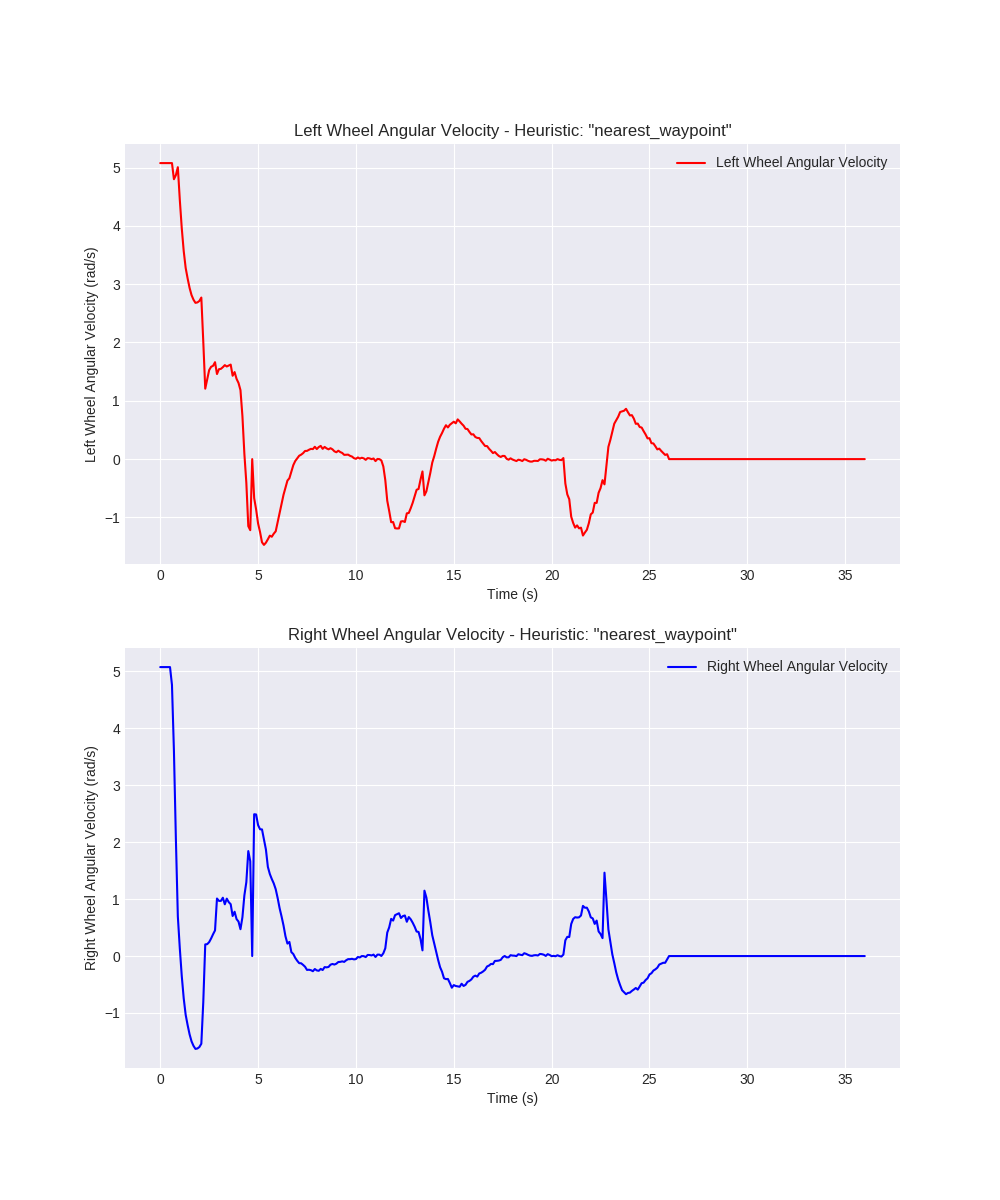 Left Wheel Angular Velocity - Heuristic: "nearest_waypoint"
Left Wheel Angular Velocity
Left Wheel Angular Velocity (rad/s)
5
4
3
2
1
0
−1
0 5 10 15 20 25 30 35
Time (s)
Right Wheel Angular Velocity - Heuristic: "nearest_waypoint"
Right Wheel Angular Velocity
Right Wheel Angular Velocity (rad/s)
5
4
3
2
1
0
−1
0 5 10 15 20 25 30 35
Time (s)